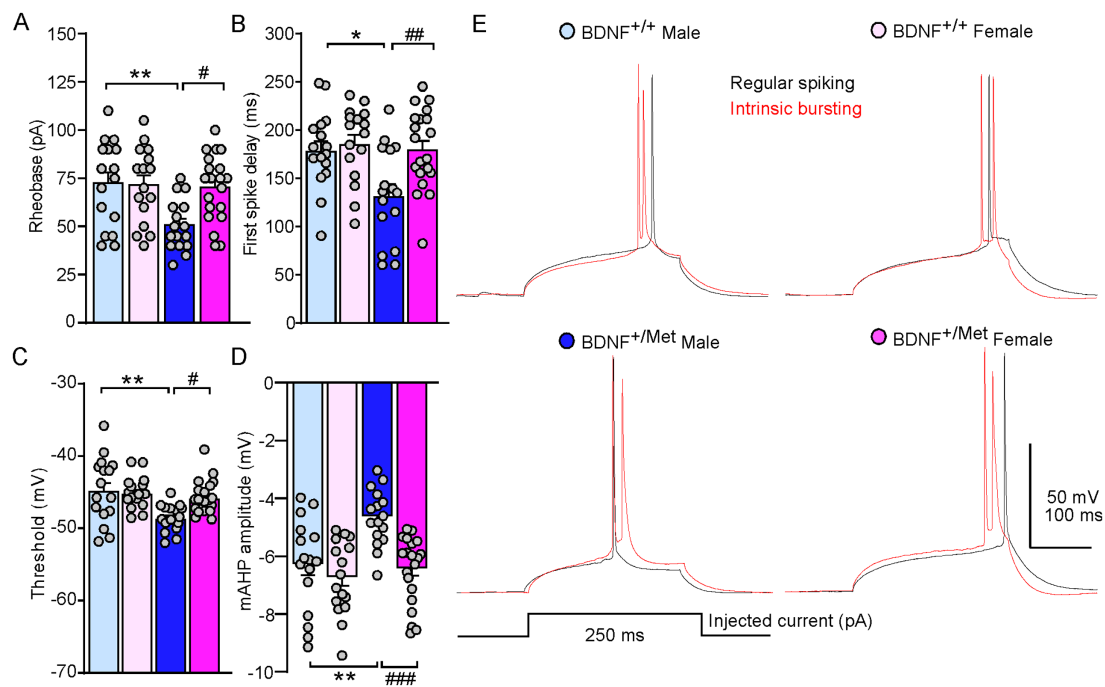 A
Rheobase (pA)
150
125
100
75
50
25
0
**
#
B
First spike delay (ms)
300
250
200
150
100
50
0
*
##
C
Threshold (mV)
-30
-40
-50
-60
-70
**
#
D
mAHP amplitude (mV)
0
-2
-4
-6
-8
-10
**
###
E
BDNF+/+ Male
BDNF+/+ Female
Regular spiking
Intrinsic bursting
BDNF+/Met Male
BDNF+/Met Female
50 mV
100 ms
Injected current (pA)
250 ms